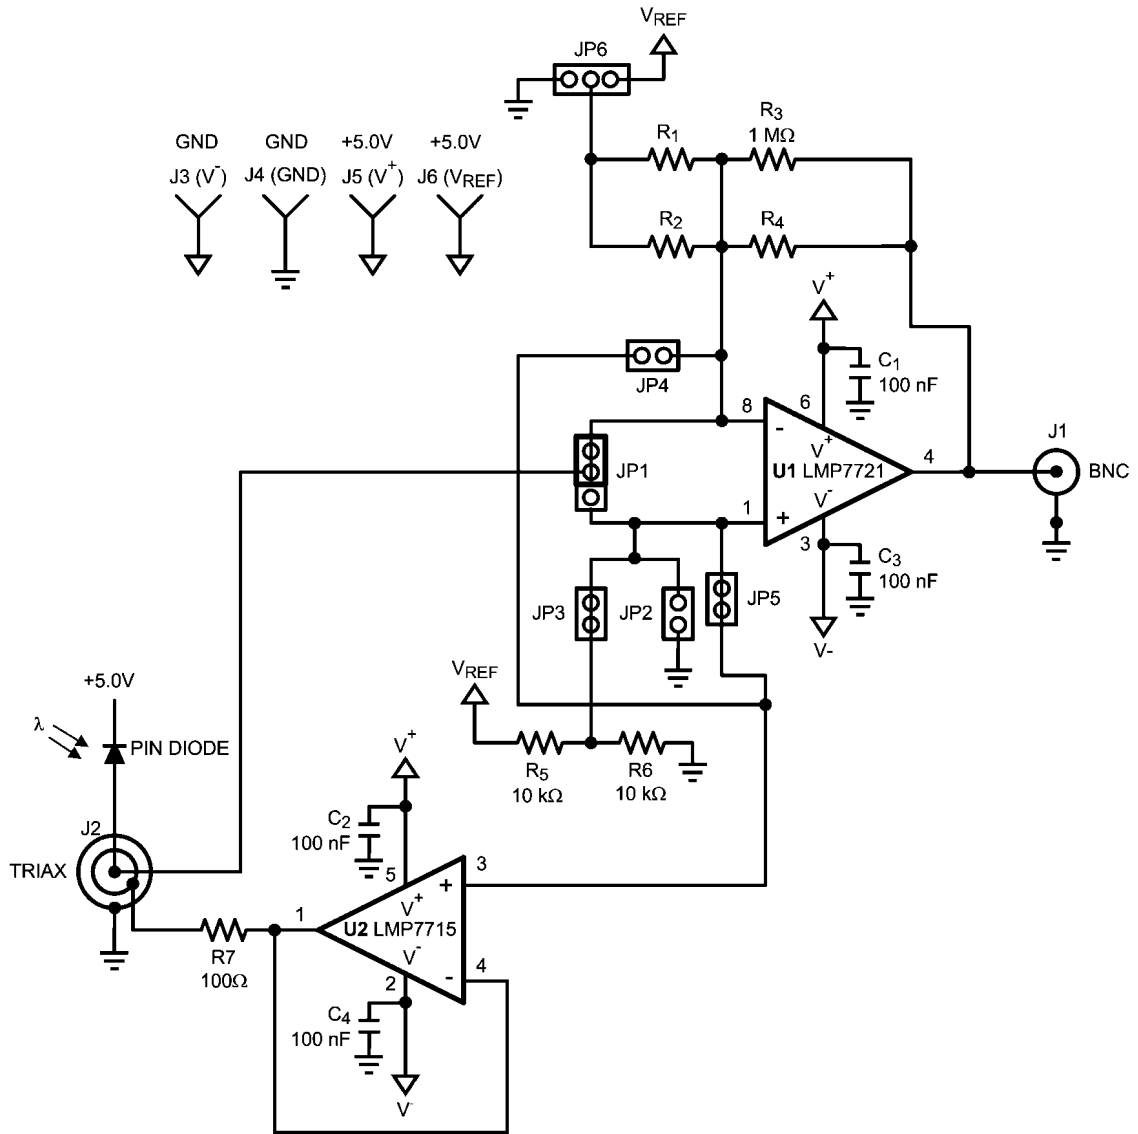 VREF
JP6
R1
R3
1 MΩ
GND
GND
+5.0V
+5.0V
J3 (V-)
J4 (GND)
J5 (V+)
J6 (VREF)
R2
R4
V+
C1
100 nF
JP4
8
6
-
V+
J1
JP1
U1 LMP7721
4
BNC
V-
1
+
3
C3
100 nF
JP3
JP2
JP5
V-
VREF
+5.0V
λ
PIN DIODE
V+
R5
10 kΩ
R6
10 kΩ
J2
C2
100 nF
TRIAX
5
3
+
V+
1
U2 LMP7715
V-
R7
100Ω
2
-
4
C4
100 nF
V-